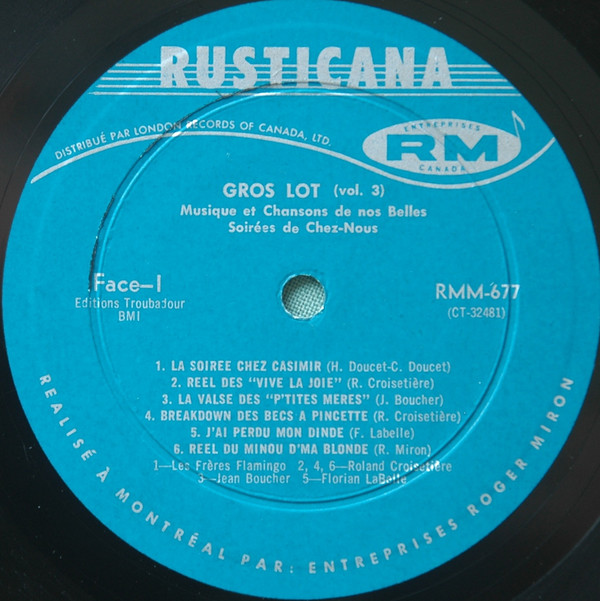 RUSTICANA
DISTRIBUÉ PAR LONDON RECORDS OF CANADA, LTD.
ENTREPRISES
RM
CANADA
GROS LOT (vol. 3)
Musique et Chansons de nos Belles
Soirées de Chez-Nous
Face—1
Editions Troubadour
BMI
RMM-677
(CT-32481)
1. LA SOIREE CHEZ CASIMIR (H. Doucet-C. Doucet)
2. REEL DES "VIVE LA JOIE" (R. Croisetière)
3. LA VALSE DES "P'TITES MERES" (J. Boucher)
4. BREAKDOWN DES BECS A PINCETTE (R. Croisetière)
5. J'AI PERDU MON DINDE (F. Labelle)
6. REEL DU MINOU D'MA BLONDE (R. Miron)
1—Les Frères Flamingo 2, 4, 6—Roland Croisetière
3—Jean Boucher 5—Florian LaBelle
REALISÉ À MONTRÉAL PAR: ENTREPRISES ROGER MIRON